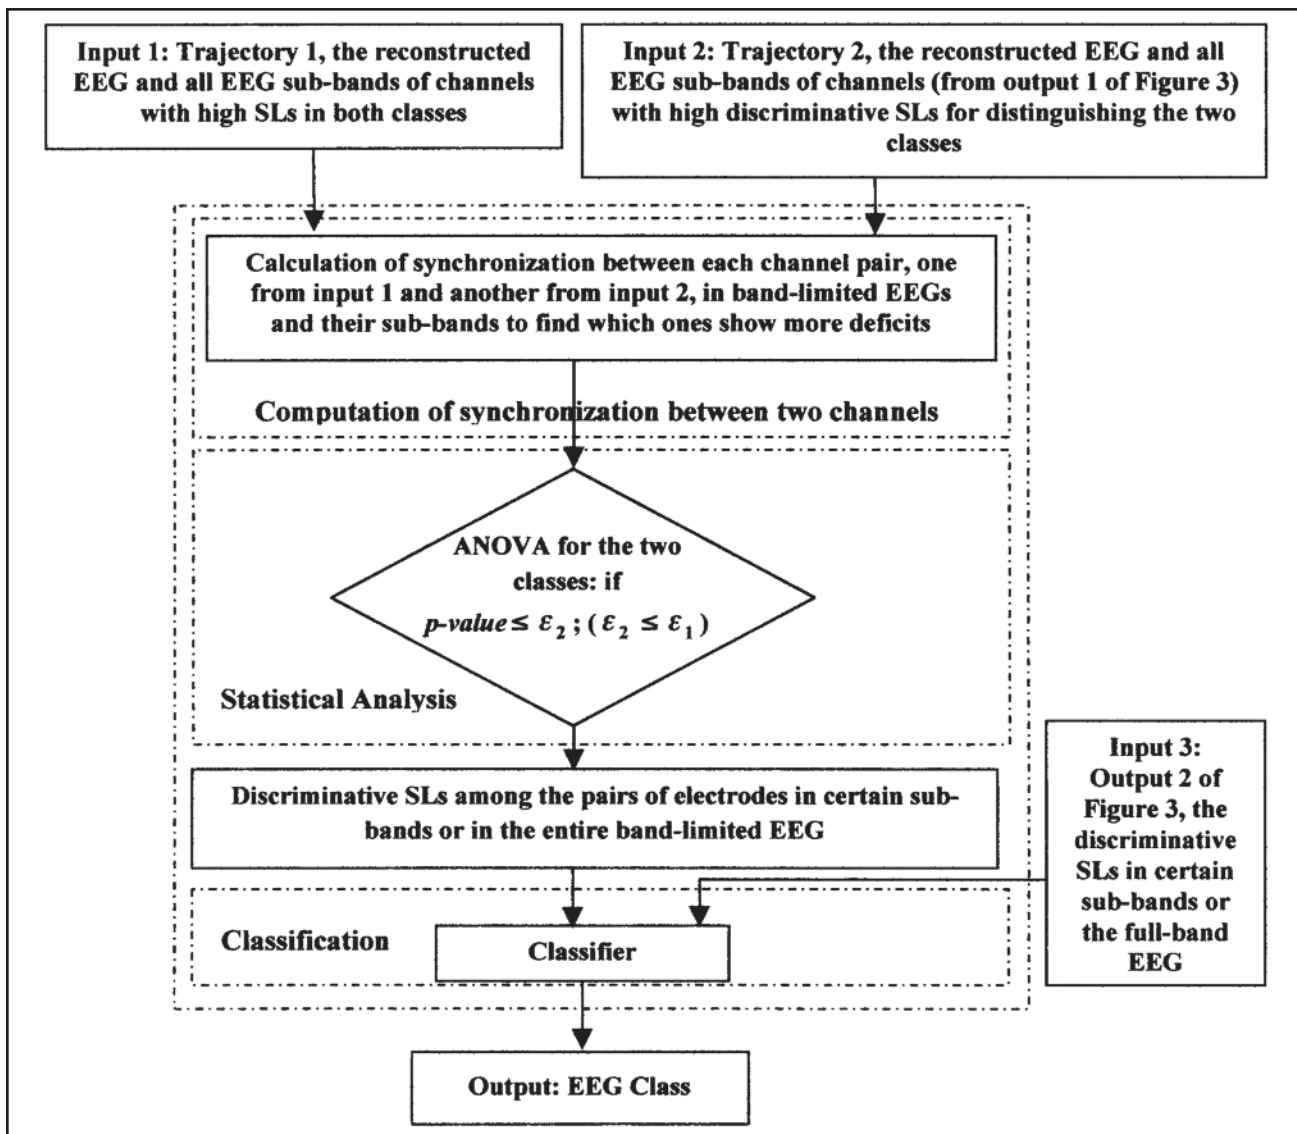 Input 1: Trajectory 1, the reconstructed
EEG and all EEG sub-bands of channels
with high SLs in both classes
Input 2: Trajectory 2, the reconstructed EEG and all
EEG sub-bands of channels (from output 1 of Figure 3)
with high discriminative SLs for distinguishing the two
classes
Calculation of synchronization between each channel pair, one
from input 1 and another from input 2, in band-limited EEGs
and their sub-bands to find which ones show more deficits
Computation of synchronization between two channels
ANOVA for the two
classes: if
p-value ≤ ε₂ ; ( ε₂ ≤ ε₁ )
Statistical Analysis
Discriminative SLs among the pairs of electrodes in certain sub-
bands or in the entire band-limited EEG
Input 3:
Output 2 of
Figure 3, the
discriminative
SLs in certain
sub-bands or
the full-band
EEG
Classification
Classifier
Output: EEG Class